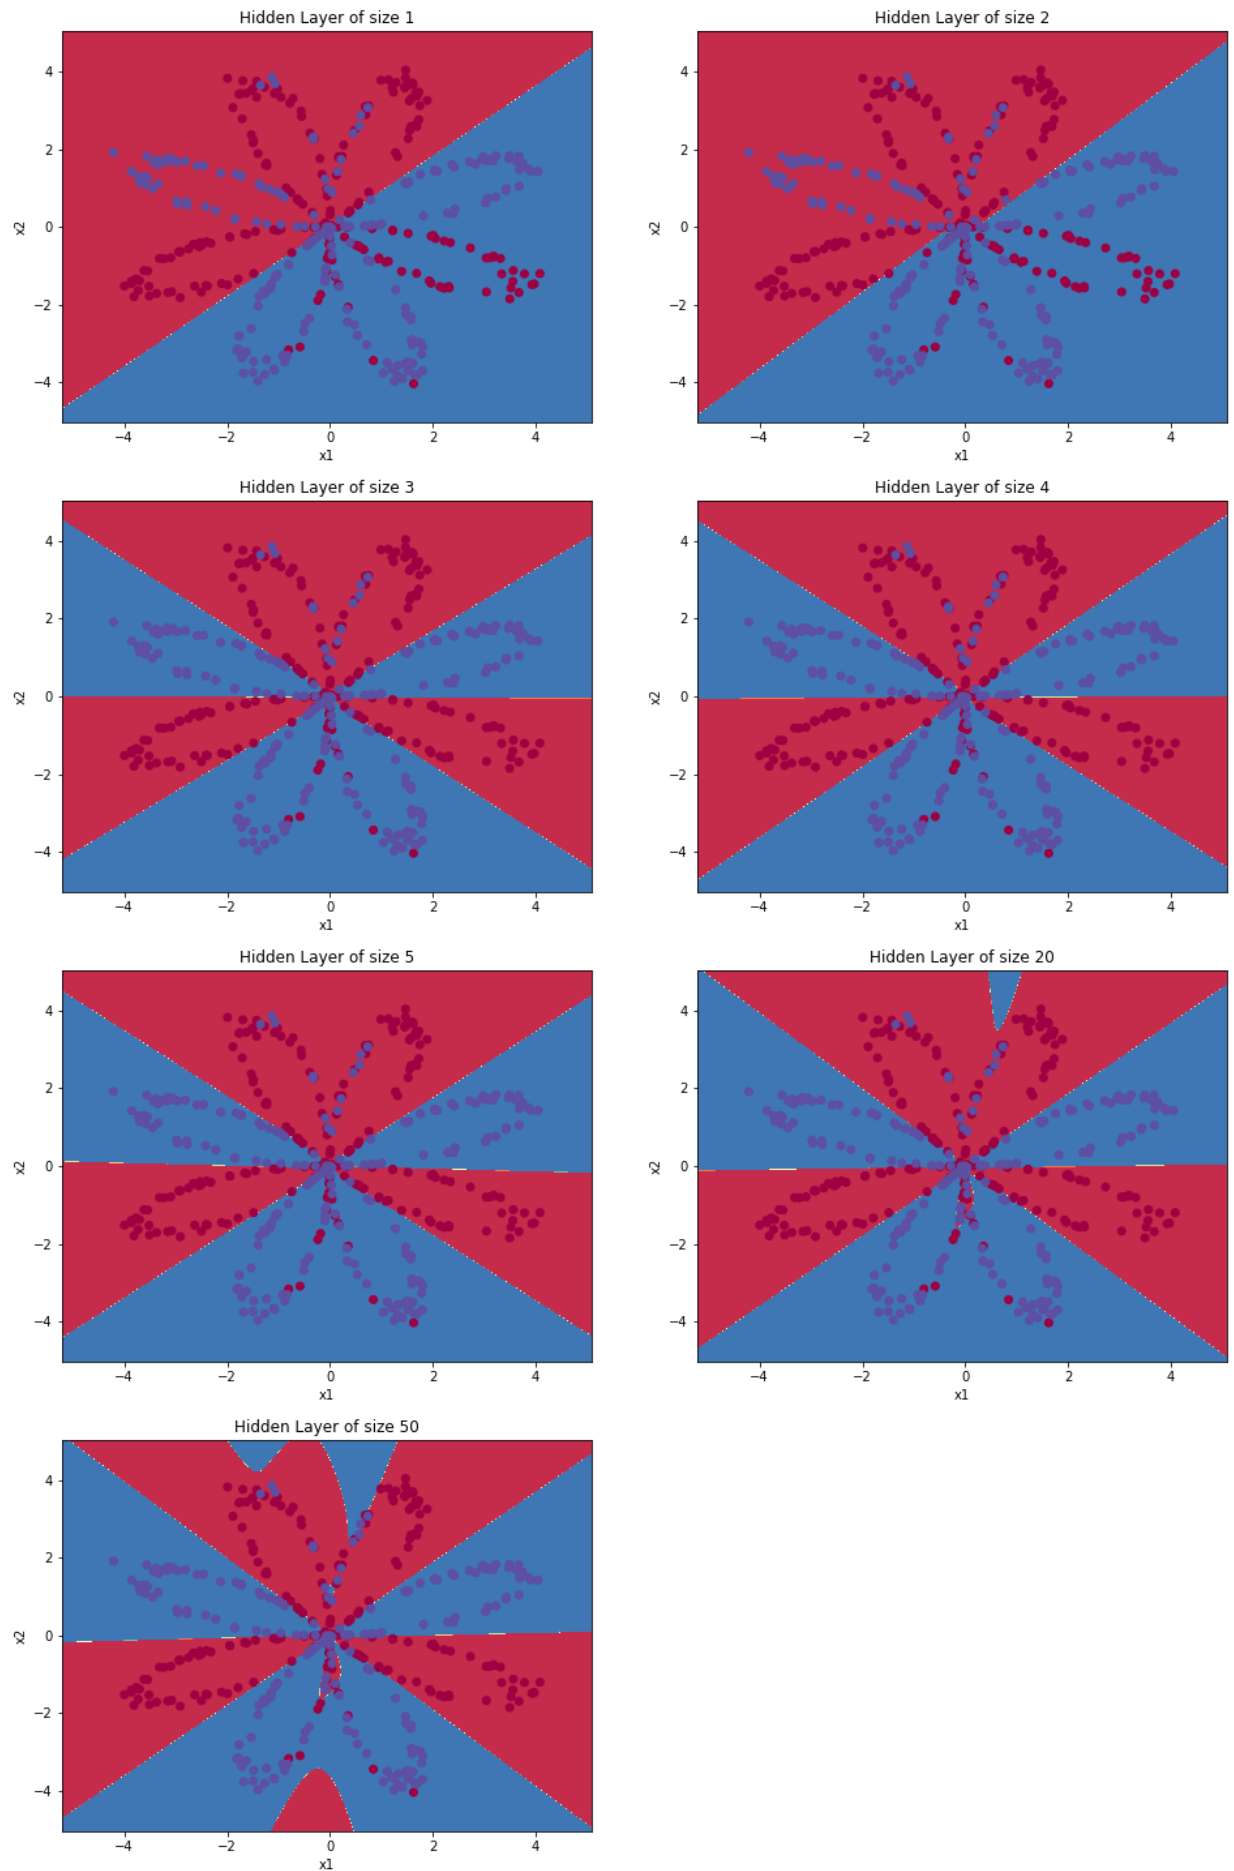 Hidden Layer of size 1
4
2
0
−2
−4
x2
−4 −2 0 2 4
x1
Hidden Layer of size 2
4
2
0
−2
−4
x2
−4 −2 0 2 4
x1
Hidden Layer of size 3
4
2
0
−2
−4
x2
−4 −2 0 2 4
x1
Hidden Layer of size 4
4
2
0
−2
−4
x2
−4 −2 0 2 4
x1
Hidden Layer of size 5
4
2
0
−2
−4
x2
−4 −2 0 2 4
x1
Hidden Layer of size 20
4
2
0
−2
−4
x2
−4 −2 0 2 4
x1
Hidden Layer of size 50
4
2
0
−2
−4
x2
−4 −2 0 2 4
x1